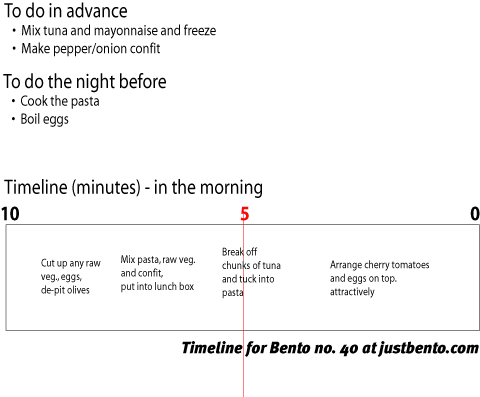 To do in advance
• Mix tuna and mayonnaise and freeze
• Make pepper/onion confit
To do the night before
• Cook the pasta
• Boil eggs
Timeline (minutes) - in the morning
10 5 0
Cut up any raw
veg., eggs,
de-pit olives
Mix pasta, raw veg.
and confit,
put into lunch box
Break off
chunks of tuna
and tuck into
pasta
Arrange cherry tomatoes
and eggs on top.
attractively
Timeline for Bento no. 40 at justbento.com